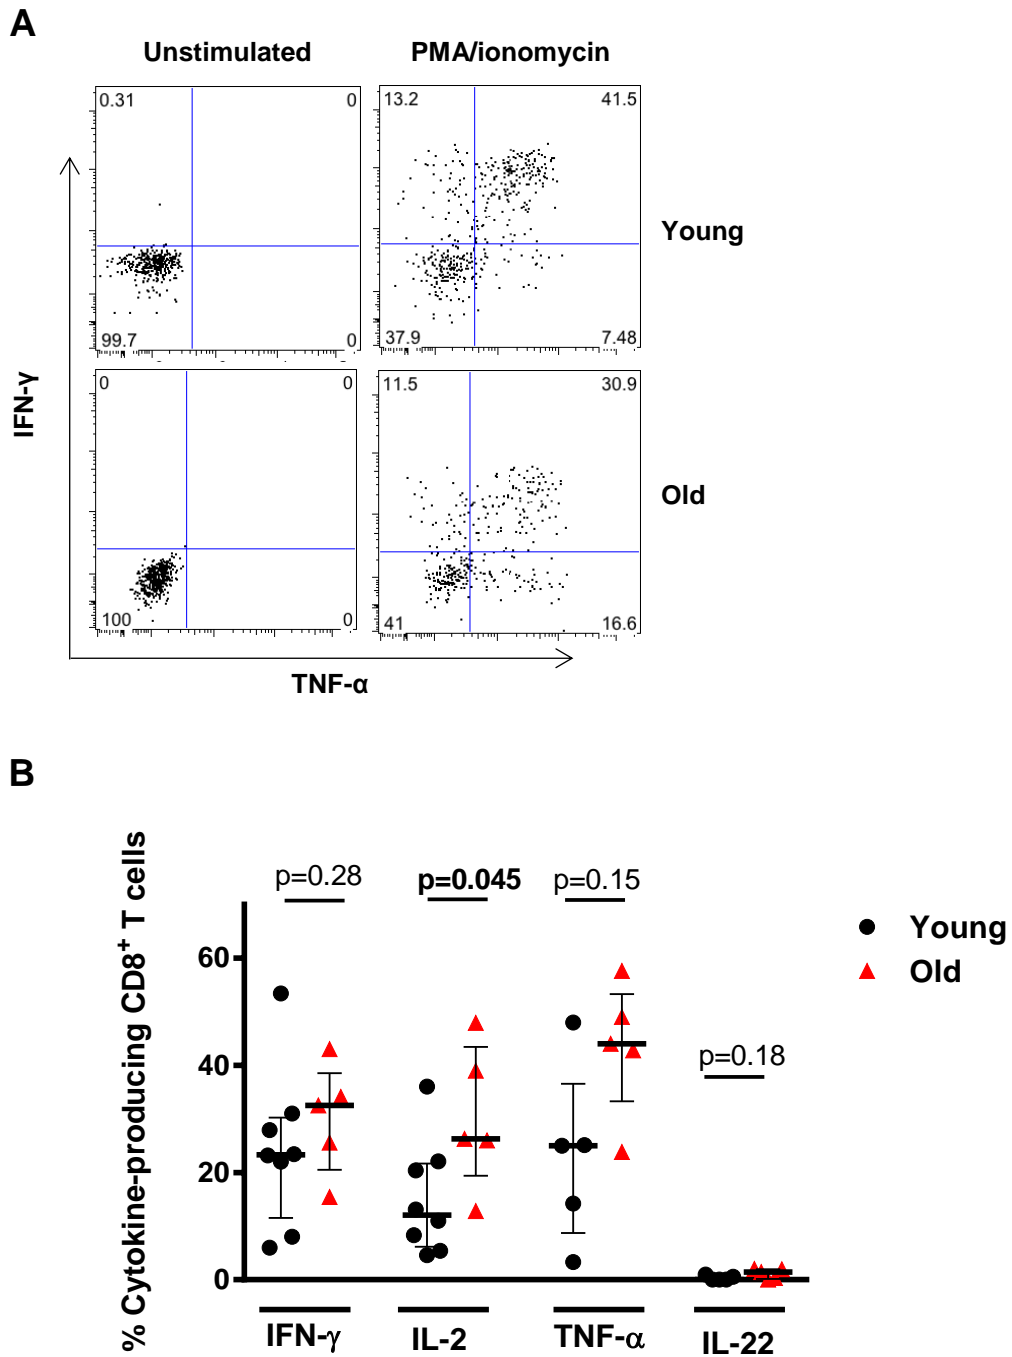 A
Unstimulated
PMA/ionomycin
0.31 0
99.7 0
13.2 41.5
37.9 7.48
Young
0 0
100 0
11.5 30.9
41 16.6
Old
IFN-γ
TNF-α
B
% Cytokine-producing CD8+ T cells
p=0.28
p=0.045
p=0.15
p=0.18
60
40
20
0
IFN-γ
IL-2
TNF-α
IL-22
Young
Old